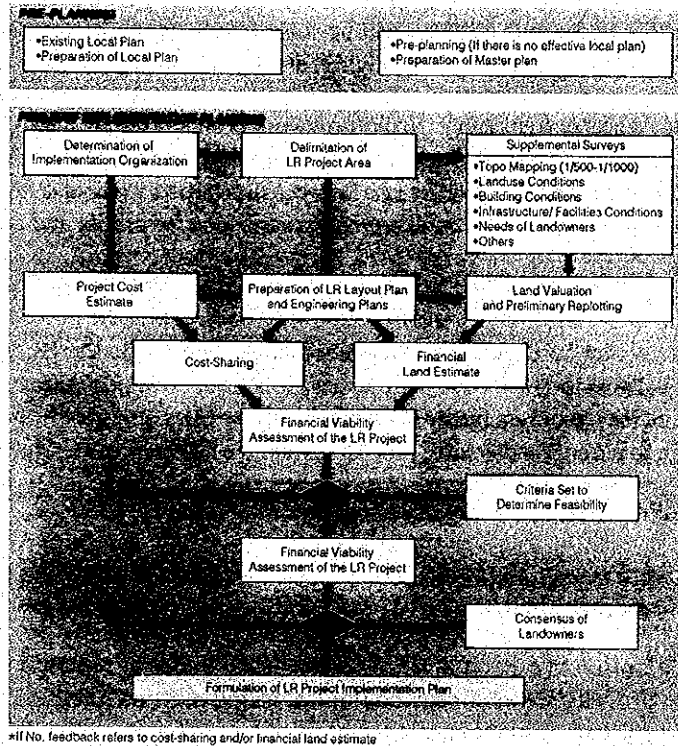 PRE-PLANNING
•Existing Local Plan
•Preparation of Local Plan
•Pre-planning (If there is no effective local plan)
•Preparation of Master plan
PROJECT IMPLEMENTATION PLANNING
Determination of
Implementation Organization
Delimitation of
LR Project Area
Supplemental Surveys
•Topo Mapping (1/500-1/1000)
•Landuse Conditions
•Building Conditions
•Infrastructure/ Facilities Conditions
•Needs of Landowners
•Others
Project Cost
Estimate
Preparation of LR Layout Plan
and Engineering Plans
Land Valuation
and Preliminary Replotting
Cost-Sharing
Financial
Land Estimate
Financial Viability
Assessment of the LR Project
Criteria Set to
Determine Feasibility
Financial Viability
Assessment of the LR Project
Consensus of
Landowners
Formulation of LR Project Implementation Plan
*If No, feedback refers to cost-sharing and/or financial land estimate